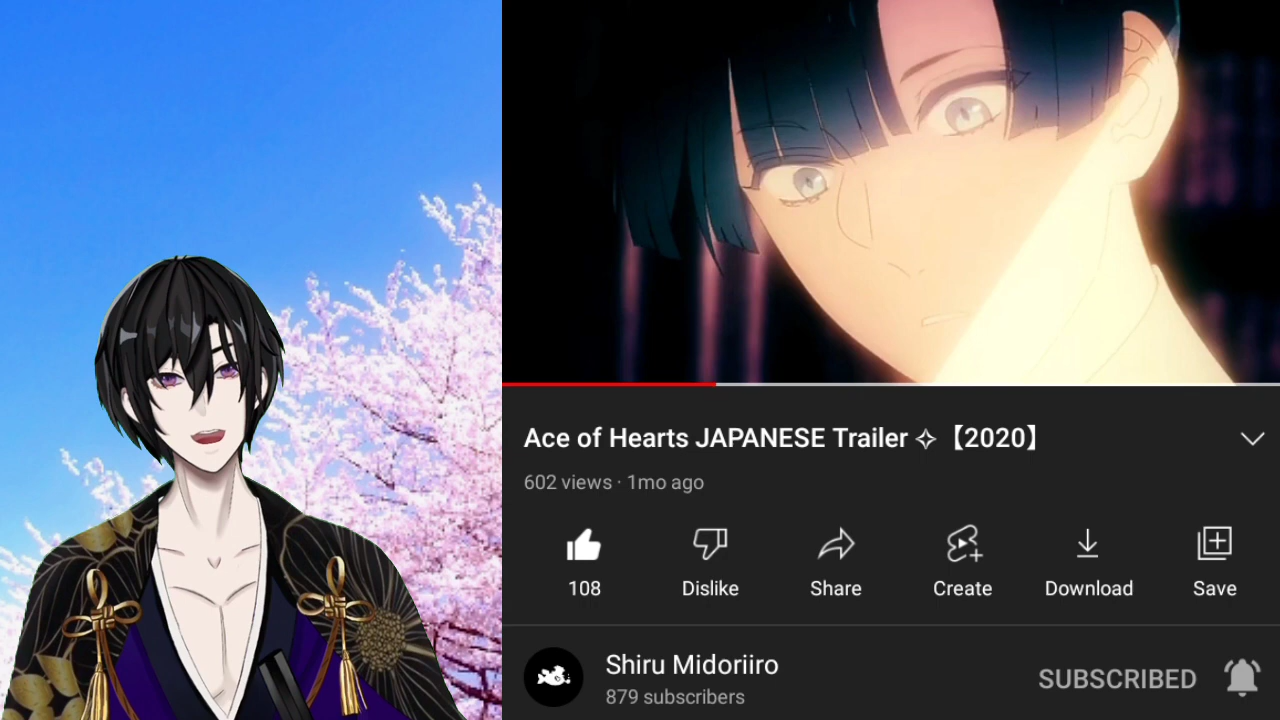 Ace of Hearts JAPANESE Trailer ✧【2020】
602 views · 1mo ago
108 Dislike Share Create Download Save
Shiru Midoriiro
879 subscribers
SUBSCRIBED